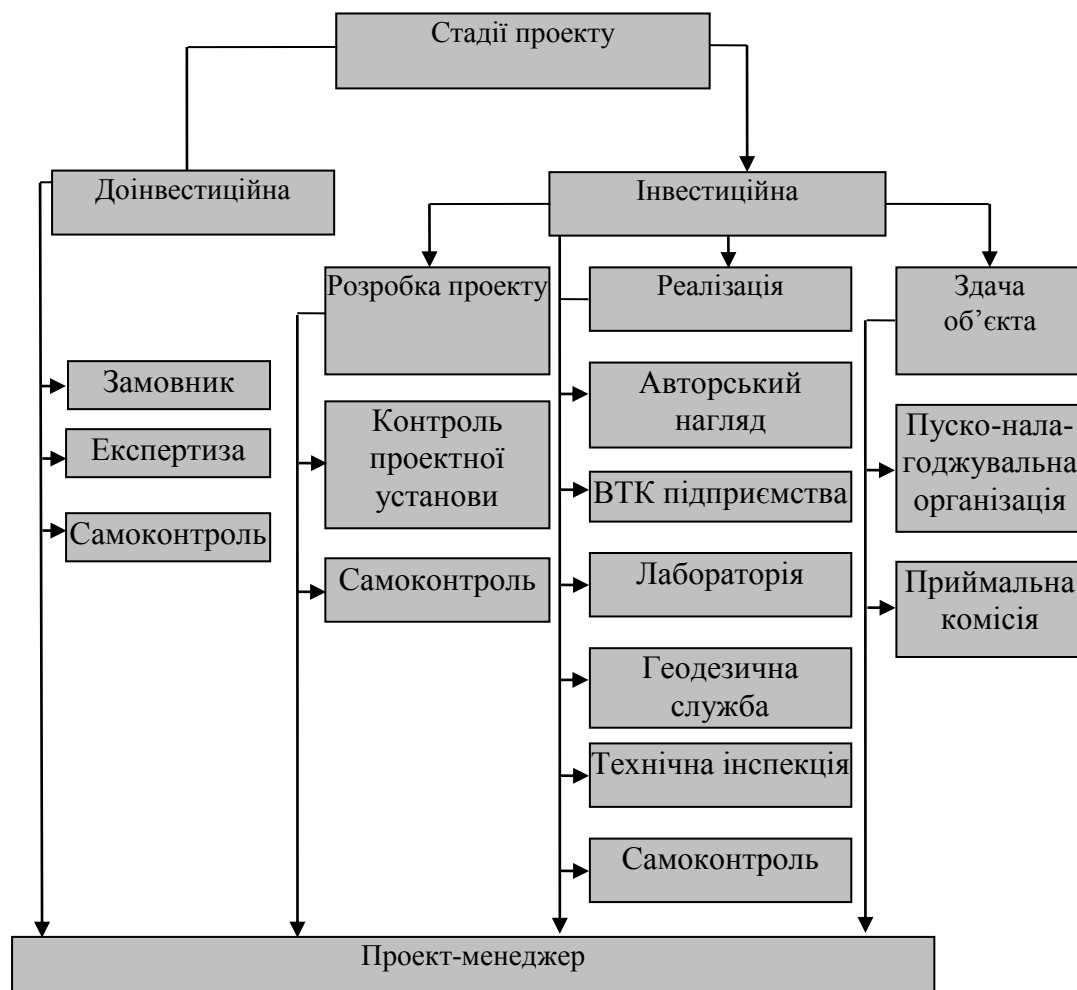 Стадії проекту
Доінвестиційна
Інвестиційна
Розробка проекту
Реалізація
Здача
об’єкта
Замовник
Експертиза
Самоконтроль
Контроль
проектної
установи
Самоконтроль
Авторський
нагляд
ВТК підприємства
Лабораторія
Геодезична
служба
Технічна інспекція
Самоконтроль
Пуско-нала-
годжувальна
організація
Приймальна
комісія
Проект-менеджер